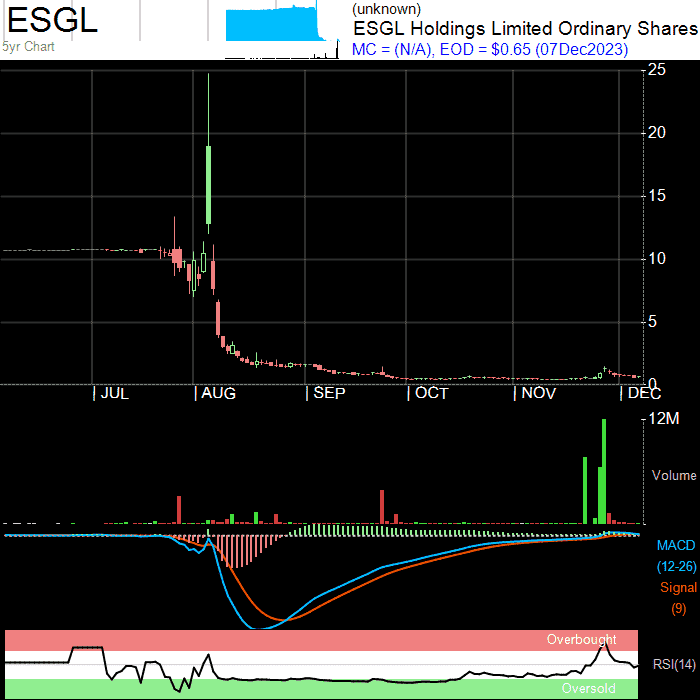 ESGL
5yr Chart
(unknown)
ESGL Holdings Limited Ordinary Shares
MC = (N/A), EOD = $0.65 (07Dec2023)
25
20
15
10
5
0
JUL AUG SEP OCT NOV DEC
12M
Volume
MACD
(12-26)
Signal
(9)
Overbought
RSI(14)
Oversold